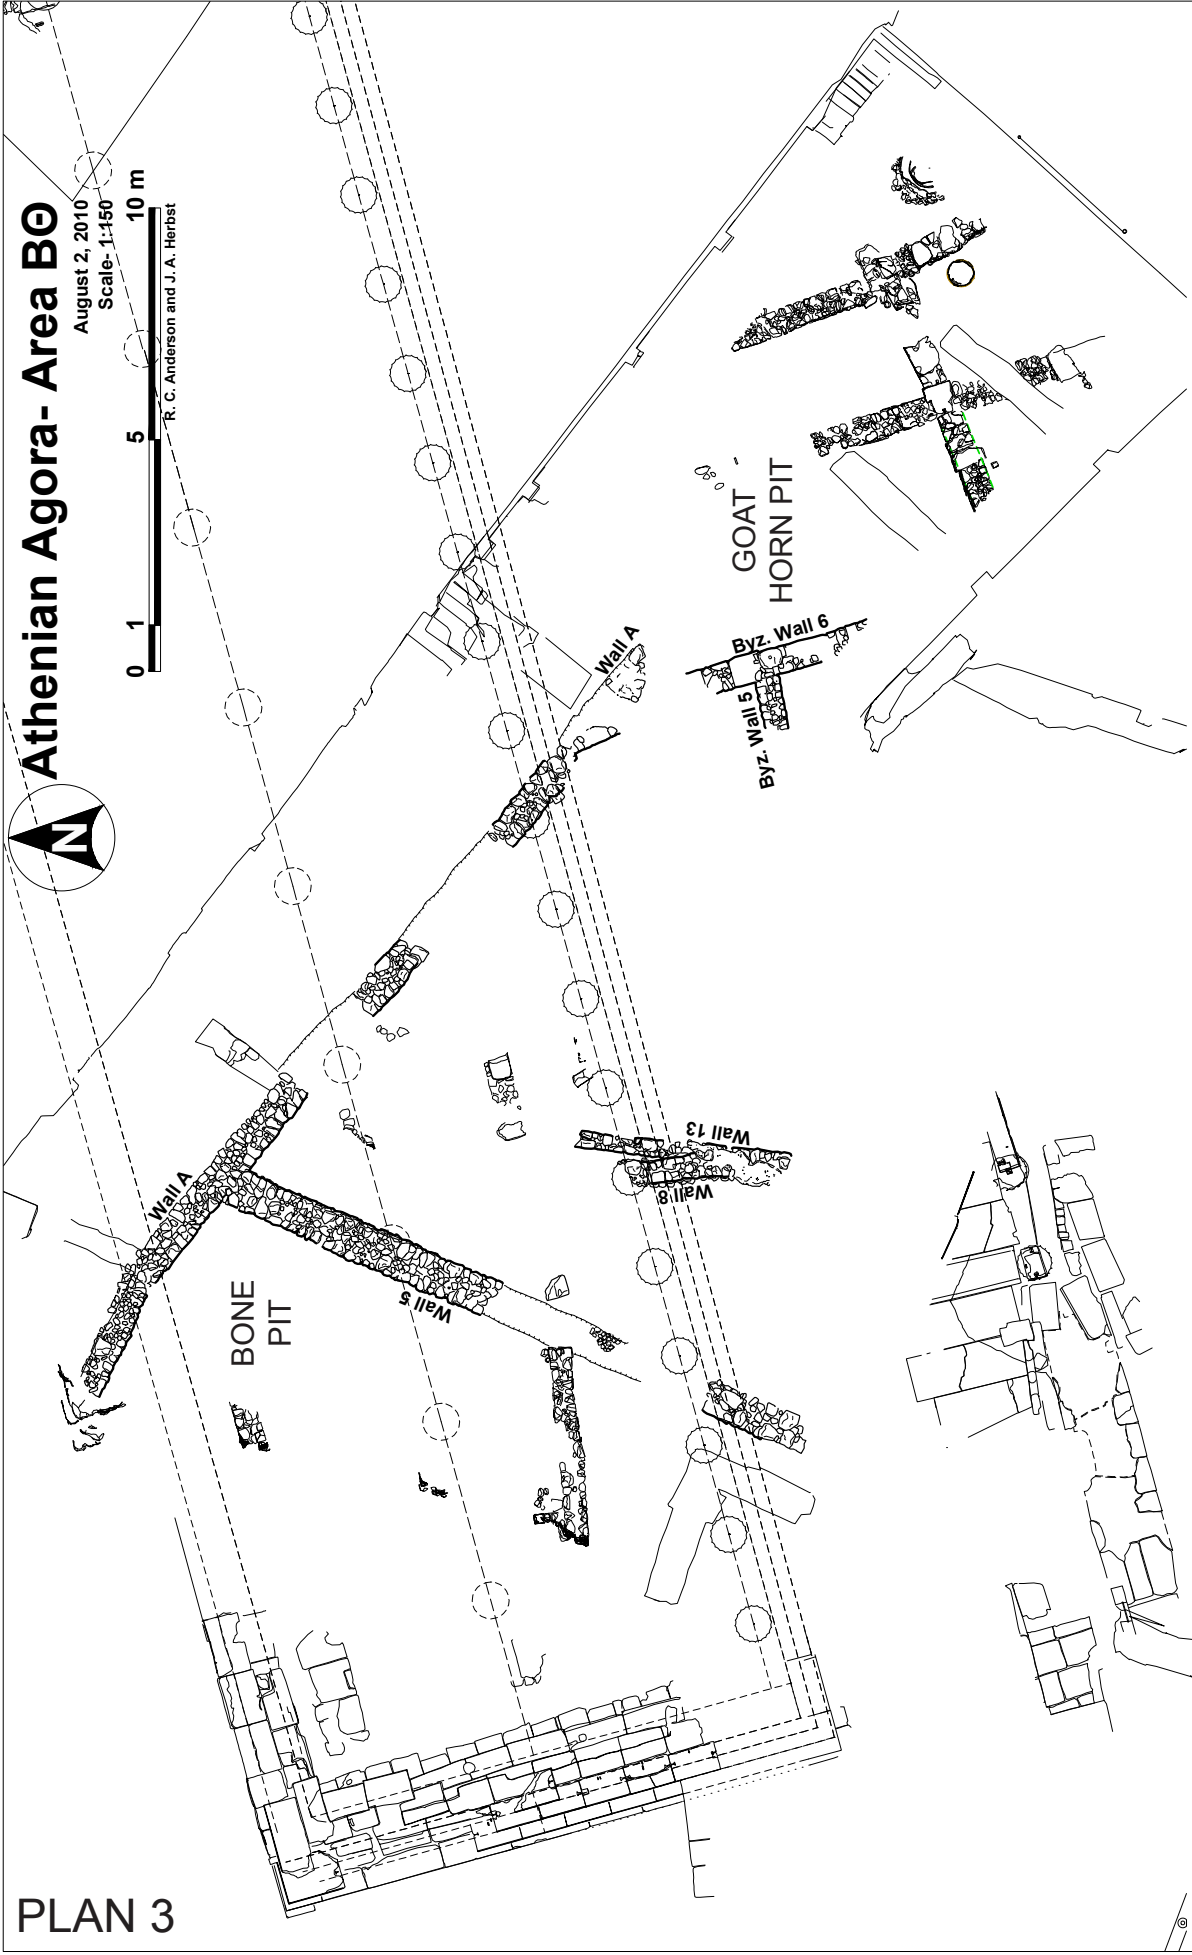 Athenian Agora- Area BΘ
August 2, 2010
Scale- 1:150
0 1 5 10 m
R. C. Anderson and J. A. Herbst
N
Wall A
BONE
PIT
Wall 5
Wall 8
Wall 13
Wall A
Byz. Wall 6
Byz. Wall 5
GOAT
HORN PIT
PLAN 3